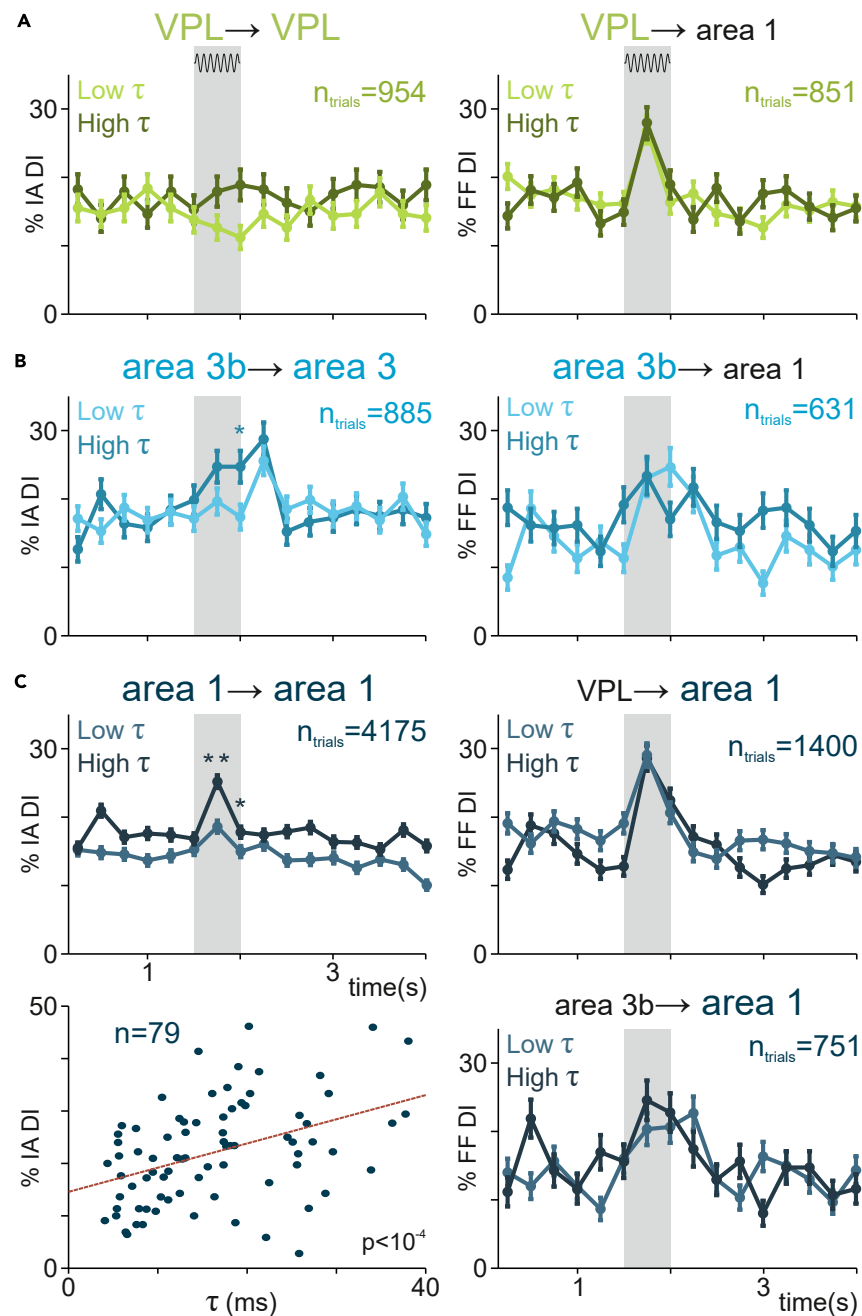 A
VPL → VPL
Low τ
High τ
n_trials=954
% IA DI
30
0
VPL → area 1
Low τ
High τ
n_trials=851
% FF DI
30
0
B
area 3b → area 3
Low τ
High τ
n_trials=885
*
% IA DI
30
0
area 3b → area 1
Low τ
High τ
n_trials=631
% FF DI
30
0
C
area 1 → area 1
Low τ
High τ
n_trials=4175
**
*
% IA DI
30
0
1
3
time(s)
VPL → area 1
Low τ
High τ
n_trials=1400
% FF DI
30
0
n=79
% IA DI
50
0
p<10⁻⁴
0
40
τ (ms)
area 3b → area 1
Low τ
High τ
n_trials=751
% FF DI
30
0
1
3
time(s)